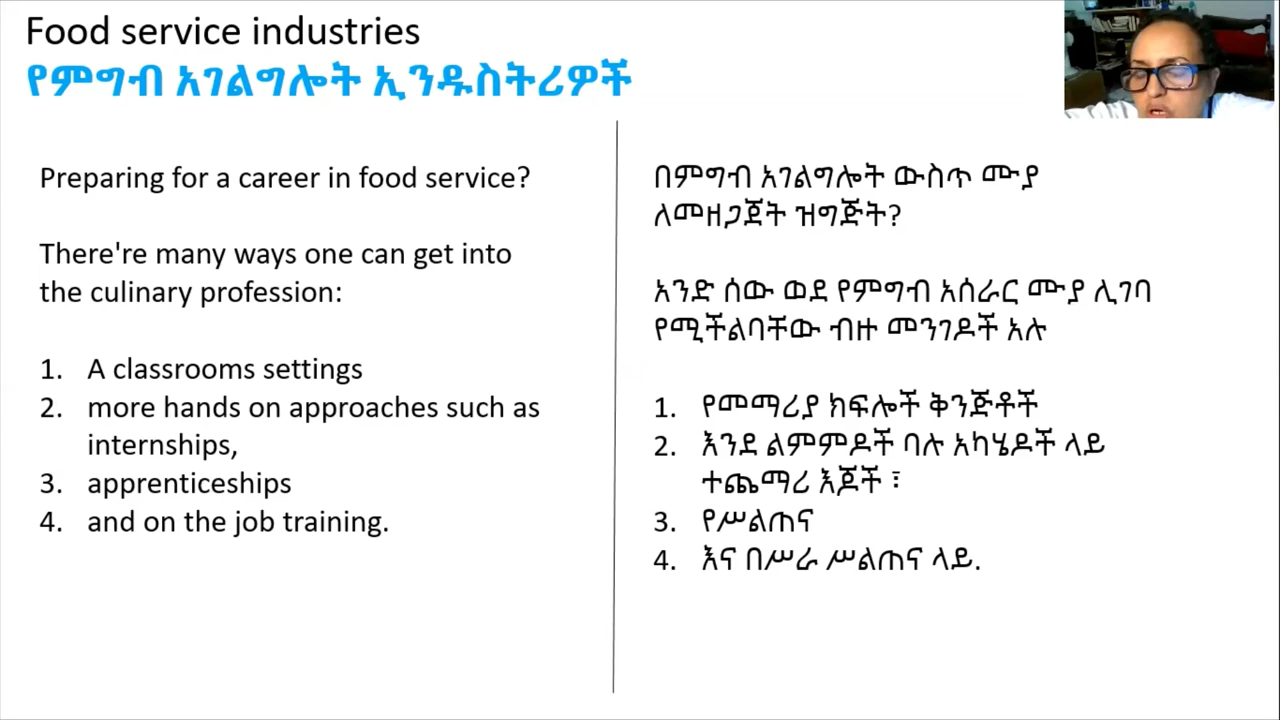 Food service industries
የምግብ አገልግሎት ኢንዱስትሪዎች
Preparing for a career in food service?
There're many ways one can get into
the culinary profession:
1. A classrooms settings
2. more hands on approaches such as
internships,
3. apprenticeships
4. and on the job training.
በምግብ አገልግሎት ውስጥ ሙያ
ለመዘጋጀት ዝግጅት?
አንድ ሰው ወደ የምግብ አሰራር ሙያ ሊገባ
የሚችልባቸው ብዙ መንገዶች አሉ
1. የመማሪያ ክፍሎች ቅንጅቶች
2. እንደ ልምምዶች ባሉ አካሄዶች ላይ
ተጨማሪ እጆች ፣
3. የሥልጠና
4. እና በሥራ ሥልጠና ላይ.